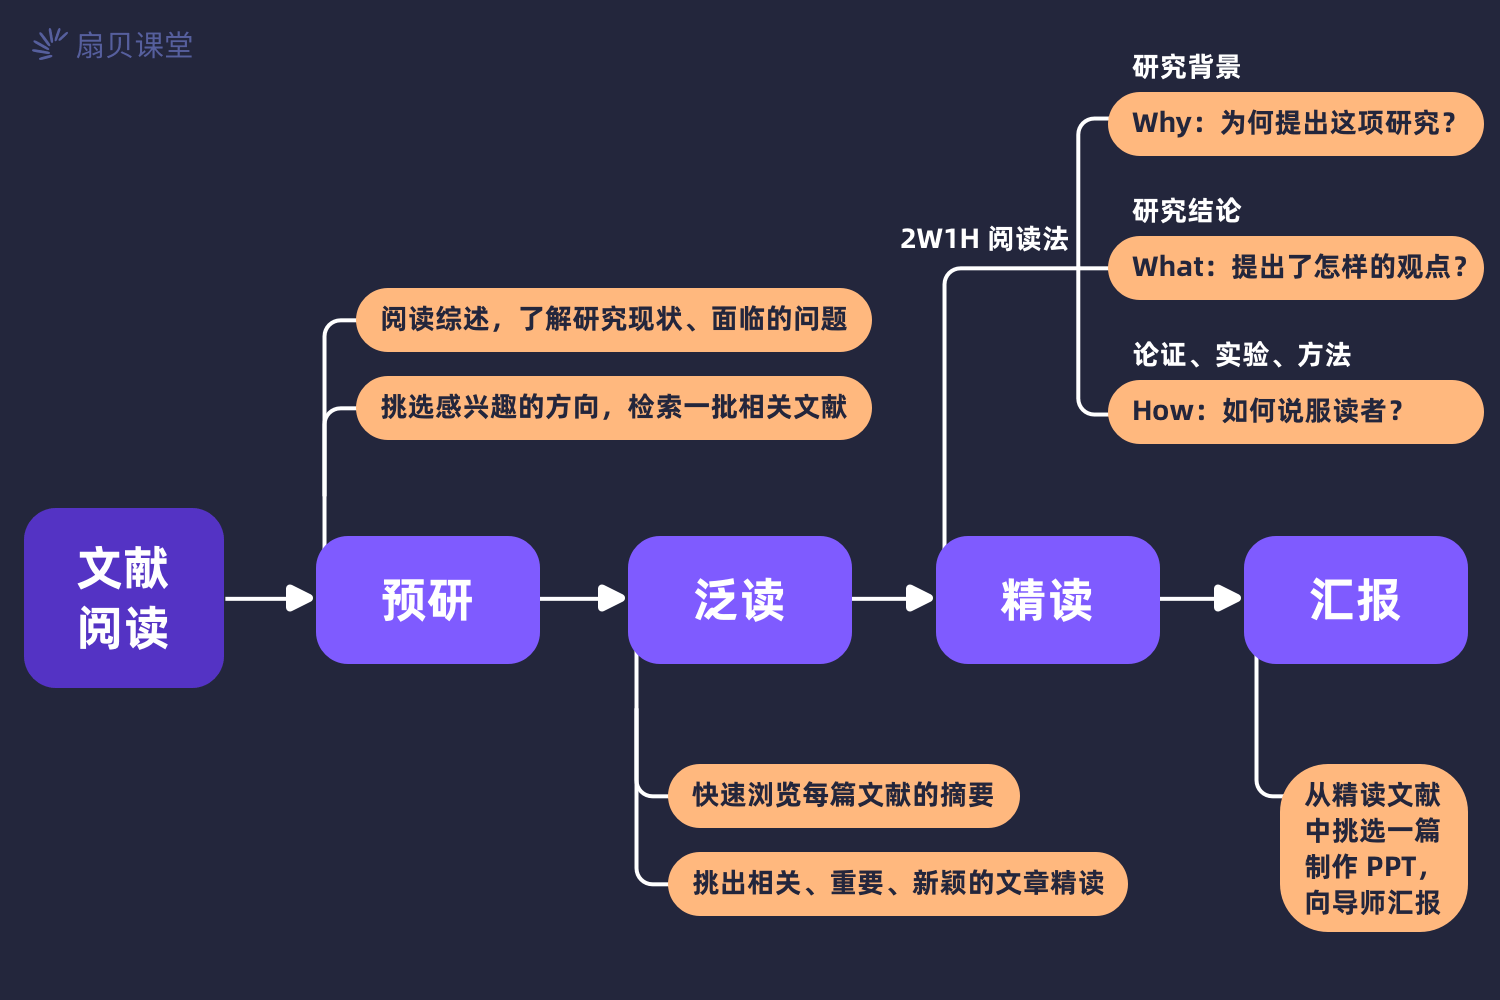 扇贝课堂
研究背景
Why：为何提出这项研究？
研究结论
2W1H 阅读法
What：提出了怎样的观点？
阅读综述，了解研究现状、面临的问题
论证、实验、方法
挑选感兴趣的方向，检索一批相关文献
How：如何说服读者？
文献
阅读
预研
泛读
精读
汇报
快速浏览每篇文献的摘要
挑出相关、重要、新颖的文章精读
从精读文献
中挑选一篇
制作 PPT，
向导师汇报